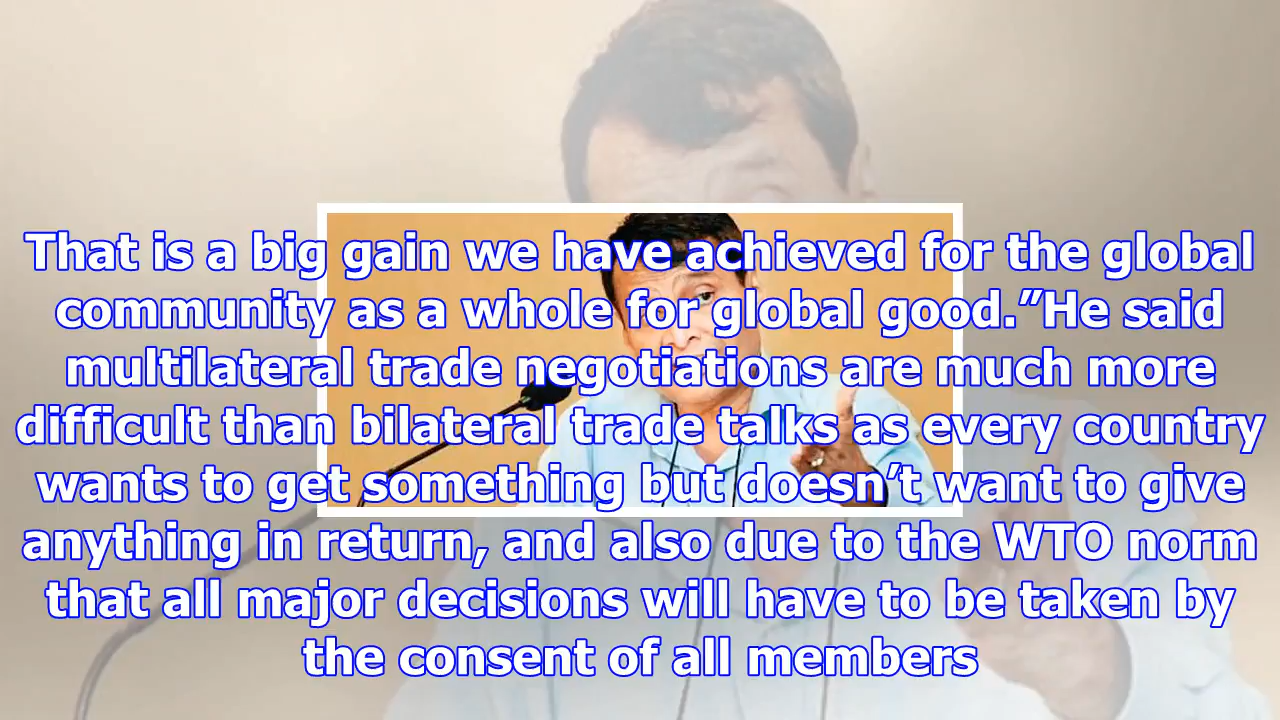 That is a big gain we have achieved for the global
community as a whole for global good.”He said
multilateral trade negotiations are much more
difficult than bilateral trade talks as every country
wants to get something but doesn’t want to give
anything in return, and also due to the WTO norm
that all major decisions will have to be taken by
the consent of all members